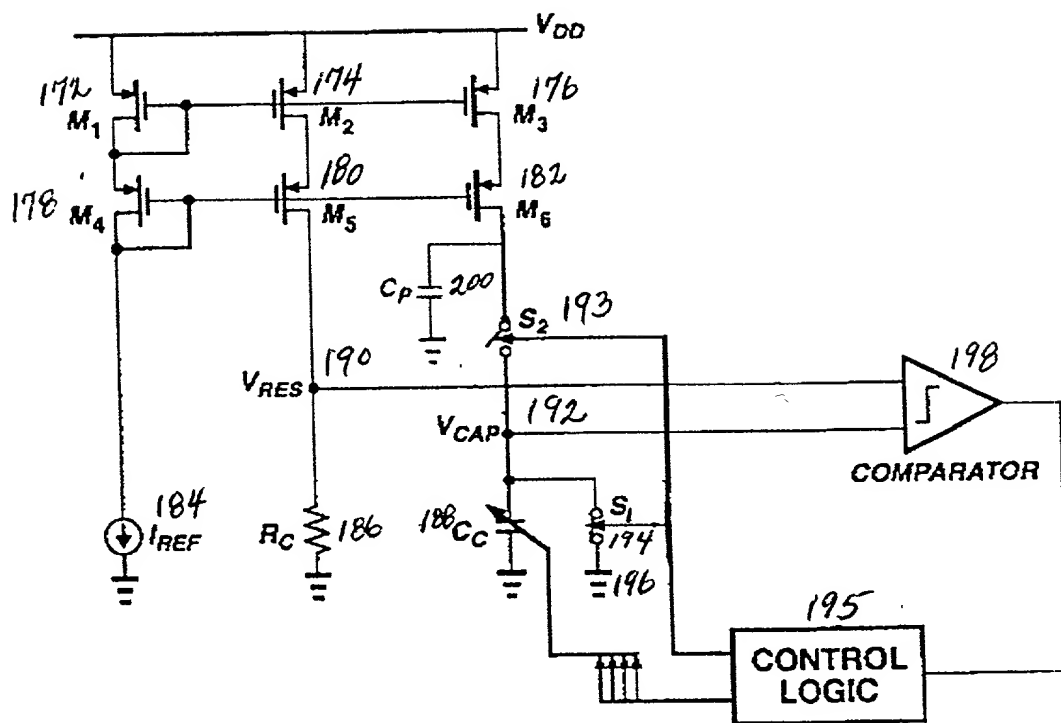 V_DD
172
174
176
M_1
M_2
M_3
178
180
182
M_4
M_5
M_6
C_P
200
S_2
193
190
198
V_RES
192
V_CAP
COMPARATOR
184
I_REF
R_C
186
188
C_C
S_1
194
196
195
CONTROL
LOGIC